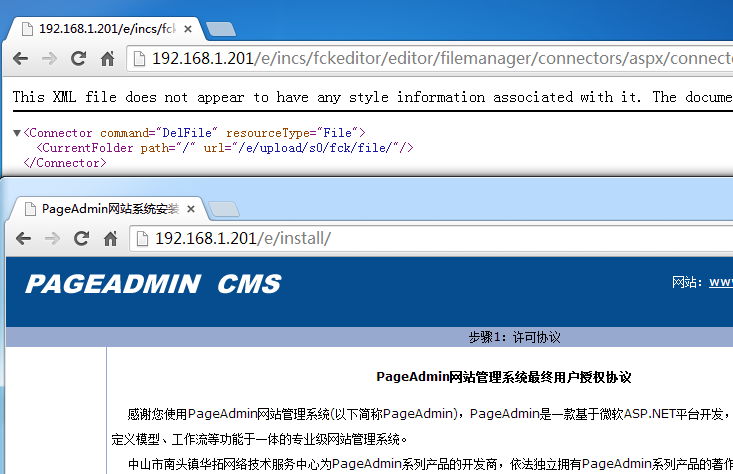 192.168.1.201/e/incs/fck
192.168.1.201/e/incs/fckeditor/editor/filemanager/connectors/aspx/connecto
This XML file does not appear to have any style information associated with it. The docume
▼<Connector command="DelFile" resourceType="File">
<CurrentFolder path="/" url="/e/upload/s0/fck/file/"/>
</Connector>
PageAdmin网站系统安装
192.168.1.201/e/install/
PAGEADMIN CMS
网站：www
步骤1：许可协议
PageAdmin网站管理系统最终用户授权协议
感谢您使用PageAdmin网站管理系统(以下简称PageAdmin)，PageAdmin是一款基于微软ASP.NET平台开发，
定义模型、工作流等功能于一体的专业级网站管理系统。
中山市南头镇华拓网络技术服务中心为PageAdmin系列产品的开发商，依法独立拥有PageAdmin系列产品的著作